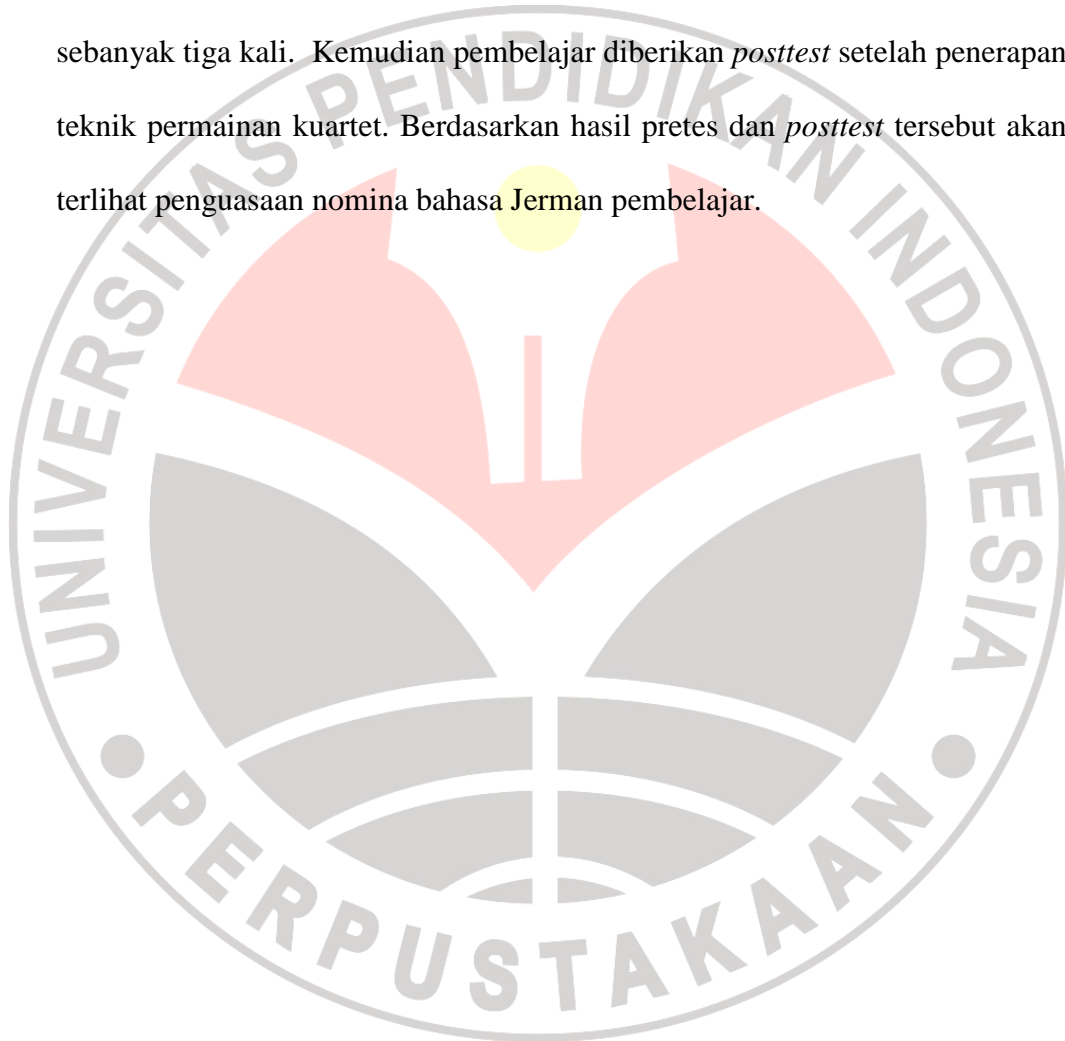 sebanyak tiga kali.  Kemudian pembelajar diberikan posttest setelah penerapan
teknik permainan kuartet. Berdasarkan hasil pretes dan posttest tersebut akan
terlihat penguasaan nomina bahasa Jerman pembelajar.
UNIVERSITAS PENDIDIKAN INDONESIA
PERPUSTAKAAN